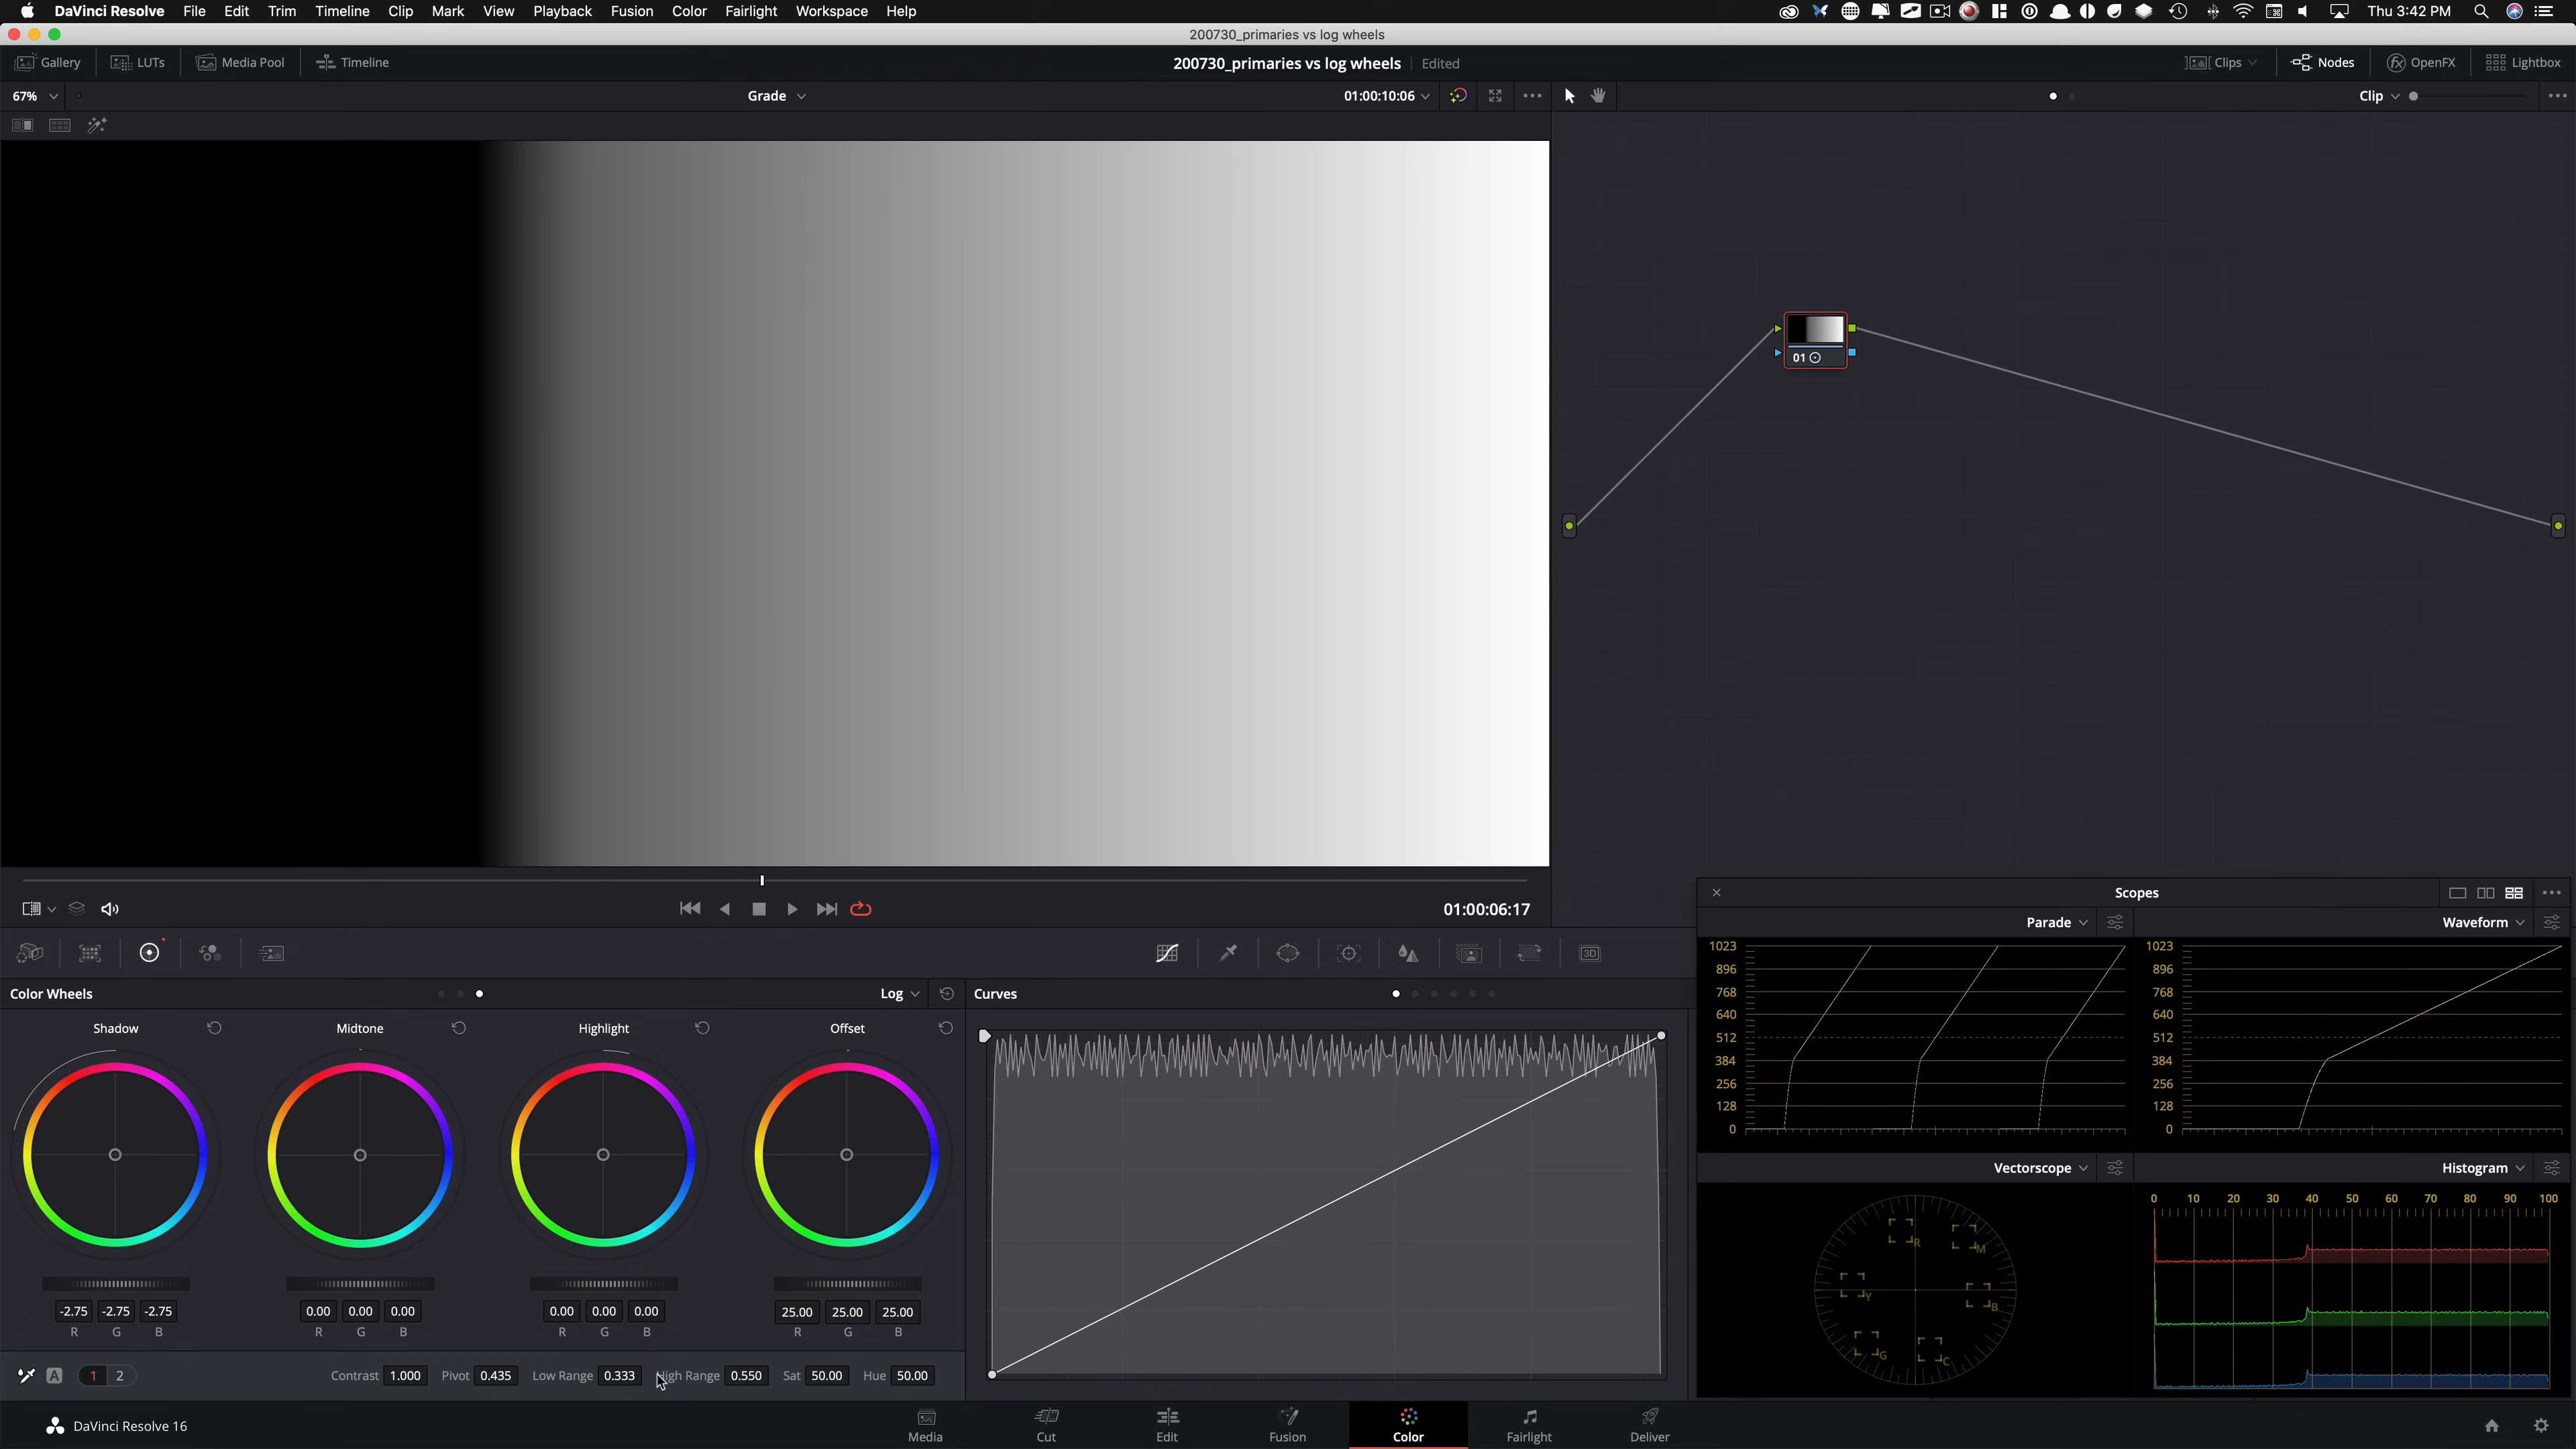 DaVinci Resolve File Edit Trim Timeline Clip Mark View Playback Fusion Color Fairlight Workspace Help Thu 3:42 PM
200730_primaries vs log wheels
Gallery LUTs Media Pool Timeline 200730_primaries vs log wheels Edited Clips Nodes OpenFX Lightbox
67% Grade 01:00:10:06 Clip
01
Scopes
01:00:06:17
Parade Waveform
1023 1023
896 896
768 768
640 640
512 512
384 384
256 256
128 128
0 0
Color Wheels Log Curves
Shadow Midtone Highlight Offset
Vectorscope Histogram
0 10 20 30 40 50 60 70 80 90 100
R M
Y B
G C
3D
-2.75 -2.75 -2.75 0.00 0.00 0.00 0.00 0.00 0.00 25.00 25.00 25.00
R G B R G B R G B R G B
A 1 2 Contrast 1.000 Pivot 0.435 Low Range 0.333 High Range 0.550 Sat 50.00 Hue 50.00
DaVinci Resolve 16 Media Cut Edit Fusion Color Fairlight Deliver